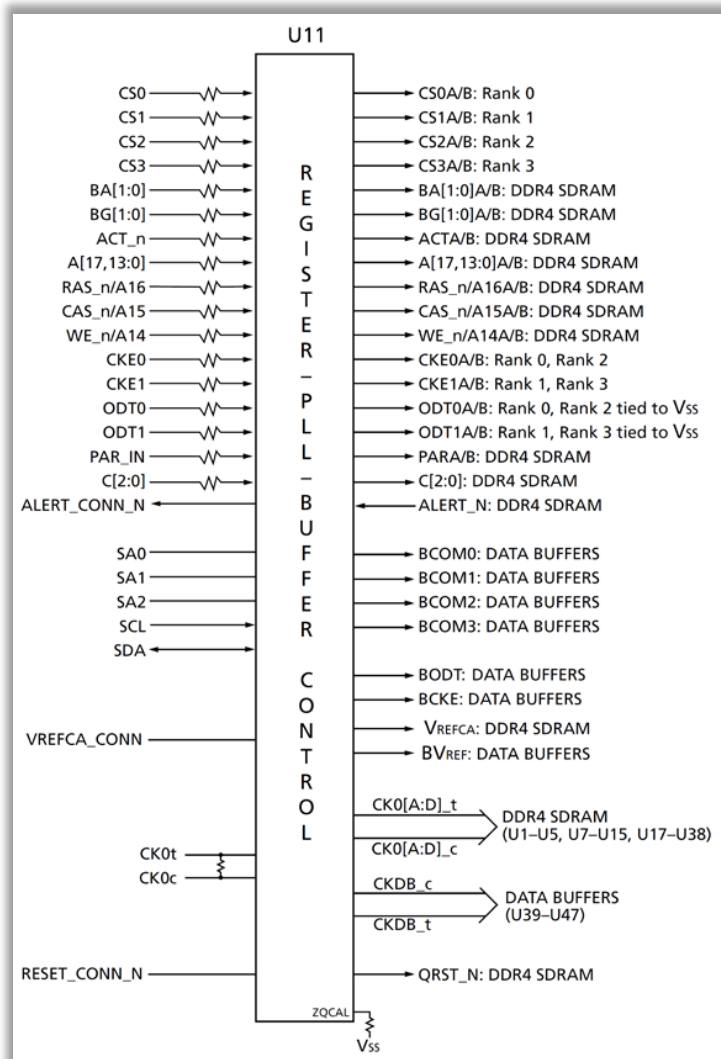 U11
CS0
CS1
CS2
CS3
BA[1:0]
BG[1:0]
ACT_n
A[17,13:0]
RAS_n/A16
CAS_n/A15
WE_n/A14
CKE0
CKE1
ODT0
ODT1
PAR_IN
C[2:0]
ALERT_CONN_N
SA0
SA1
SA2
SCL
SDA
VREFCA_CONN
CK0t
CK0c
RESET_CONN_N
REGISTER–PLL–BUFFER CONTROL
ZQCAL
VSS
CS0A/B: Rank 0
CS1A/B: Rank 1
CS2A/B: Rank 2
CS3A/B: Rank 3
BA[1:0]A/B: DDR4 SDRAM
BG[1:0]A/B: DDR4 SDRAM
ACTA/B: DDR4 SDRAM
A[17,13:0]A/B: DDR4 SDRAM
RAS_n/A16A/B: DDR4 SDRAM
CAS_n/A15A/B: DDR4 SDRAM
WE_n/A14A/B: DDR4 SDRAM
CKE0A/B: Rank 0, Rank 2
CKE1A/B: Rank 1, Rank 3
ODT0A/B: Rank 0, Rank 2 tied to VSS
ODT1A/B: Rank 1, Rank 3 tied to VSS
PARA/B: DDR4 SDRAM
C[2:0]: DDR4 SDRAM
ALERT_N: DDR4 SDRAM
BCOM0: DATA BUFFERS
BCOM1: DATA BUFFERS
BCOM2: DATA BUFFERS
BCOM3: DATA BUFFERS
BODT: DATA BUFFERS
BCKE: DATA BUFFERS
VREFCA: DDR4 SDRAM
BVREF: DATA BUFFERS
CK0[A:D]_t
CK0[A:D]_c
DDR4 SDRAM
(U1–U5, U7–U15, U17–U38)
CKDB_c
CKDB_t
DATA BUFFERS
(U39–U47)
QRST_N: DDR4 SDRAM